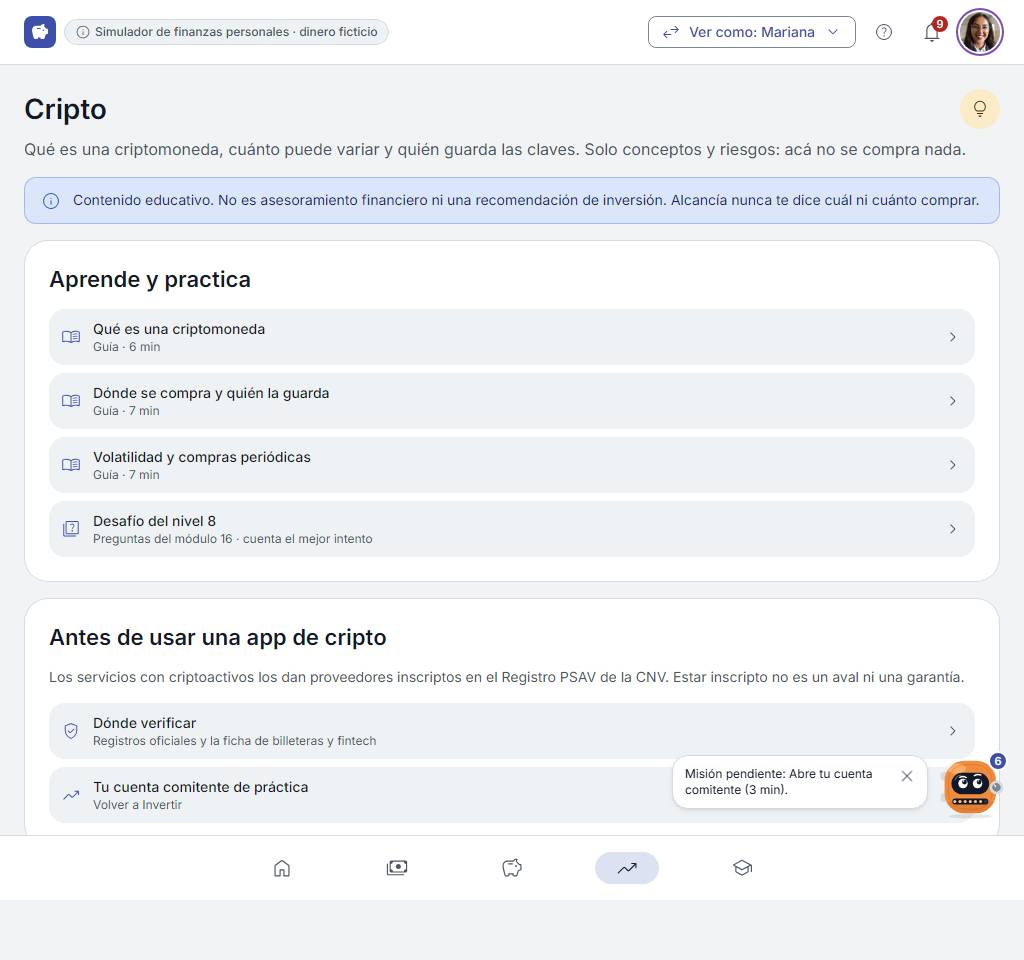 Simulador de finanzas personales · dinero ficticio
Ver como: Mariana
9
Cripto
Qué es una criptomoneda, cuánto puede variar y quién guarda las claves. Solo conceptos y riesgos: acá no se compra nada.
Contenido educativo. No es asesoramiento financiero ni una recomendación de inversión. Alcancía nunca te dice cuál ni cuánto comprar.
Aprende y practica
Qué es una criptomoneda
Guía · 6 min
Dónde se compra y quién la guarda
Guía · 7 min
Volatilidad y compras periódicas
Guía · 7 min
Desafío del nivel 8
Preguntas del módulo 16 · cuenta el mejor intento
Antes de usar una app de cripto
Los servicios con criptoactivos los dan proveedores inscriptos en el Registro PSAV de la CNV. Estar inscripto no es un aval ni una garantía.
Dónde verificar
Registros oficiales y la ficha de billeteras y fintech
Tu cuenta comitente de práctica
Volver a Invertir
Misión pendiente: Abre tu cuenta
comitente (3 min).
6